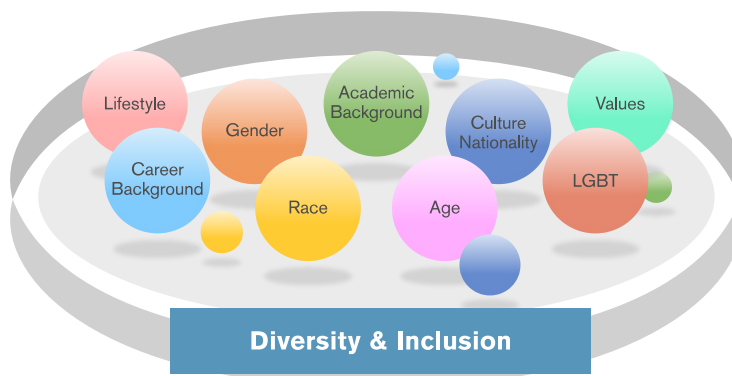 Lifestyle
Gender
Academic
Background
Culture
Nationality
Values
Career
Background
Race
Age
LGBT
Diversity & Inclusion